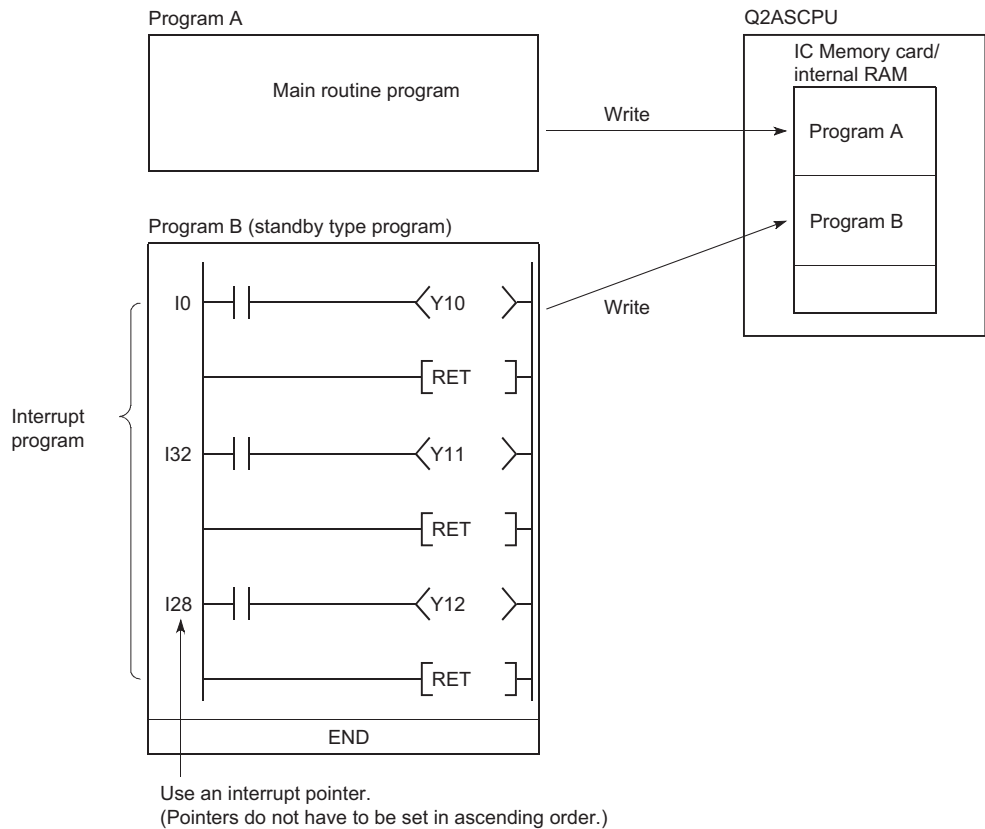 Program A
Main routine program
Write
Q2ASCPU
IC Memory card/
internal RAM
Program A
Program B
Write
Program B (standby type program)
I0
Y10
RET
Interrupt
program
I32
Y11
RET
I28
Y12
RET
END
Use an interrupt pointer.
(Pointers do not have to be set in ascending order.)